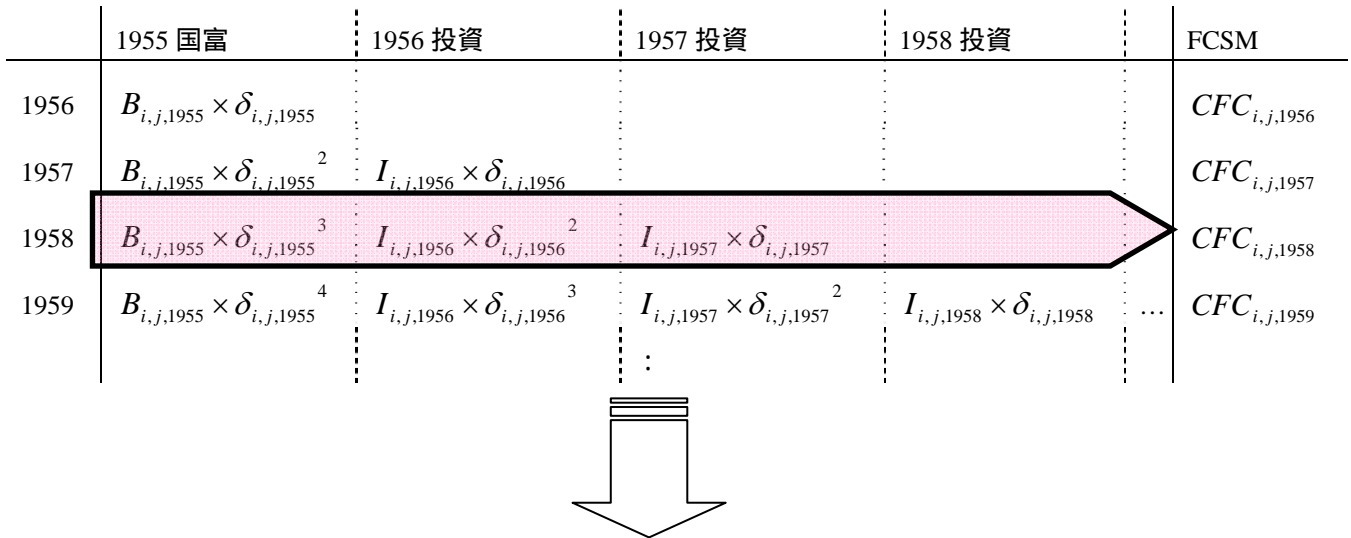 1955 国富 1956 投資 1957 投資 1958 投資 FCSM
1956 B_{i,j,1955} × δ_{i,j,1955} CFC_{i,j,1956}
1957 B_{i,j,1955} × δ_{i,j,1955}^2 I_{i,j,1956} × δ_{i,j,1956} CFC_{i,j,1957}
1958 B_{i,j,1955} × δ_{i,j,1955}^3 I_{i,j,1956} × δ_{i,j,1956}^2 I_{i,j,1957} × δ_{i,j,1957} CFC_{i,j,1958}
1959 B_{i,j,1955} × δ_{i,j,1955}^4 I_{i,j,1956} × δ_{i,j,1956}^3 I_{i,j,1957} × δ_{i,j,1957}^2 I_{i,j,1958} × δ_{i,j,1958} … CFC_{i,j,1959}
: